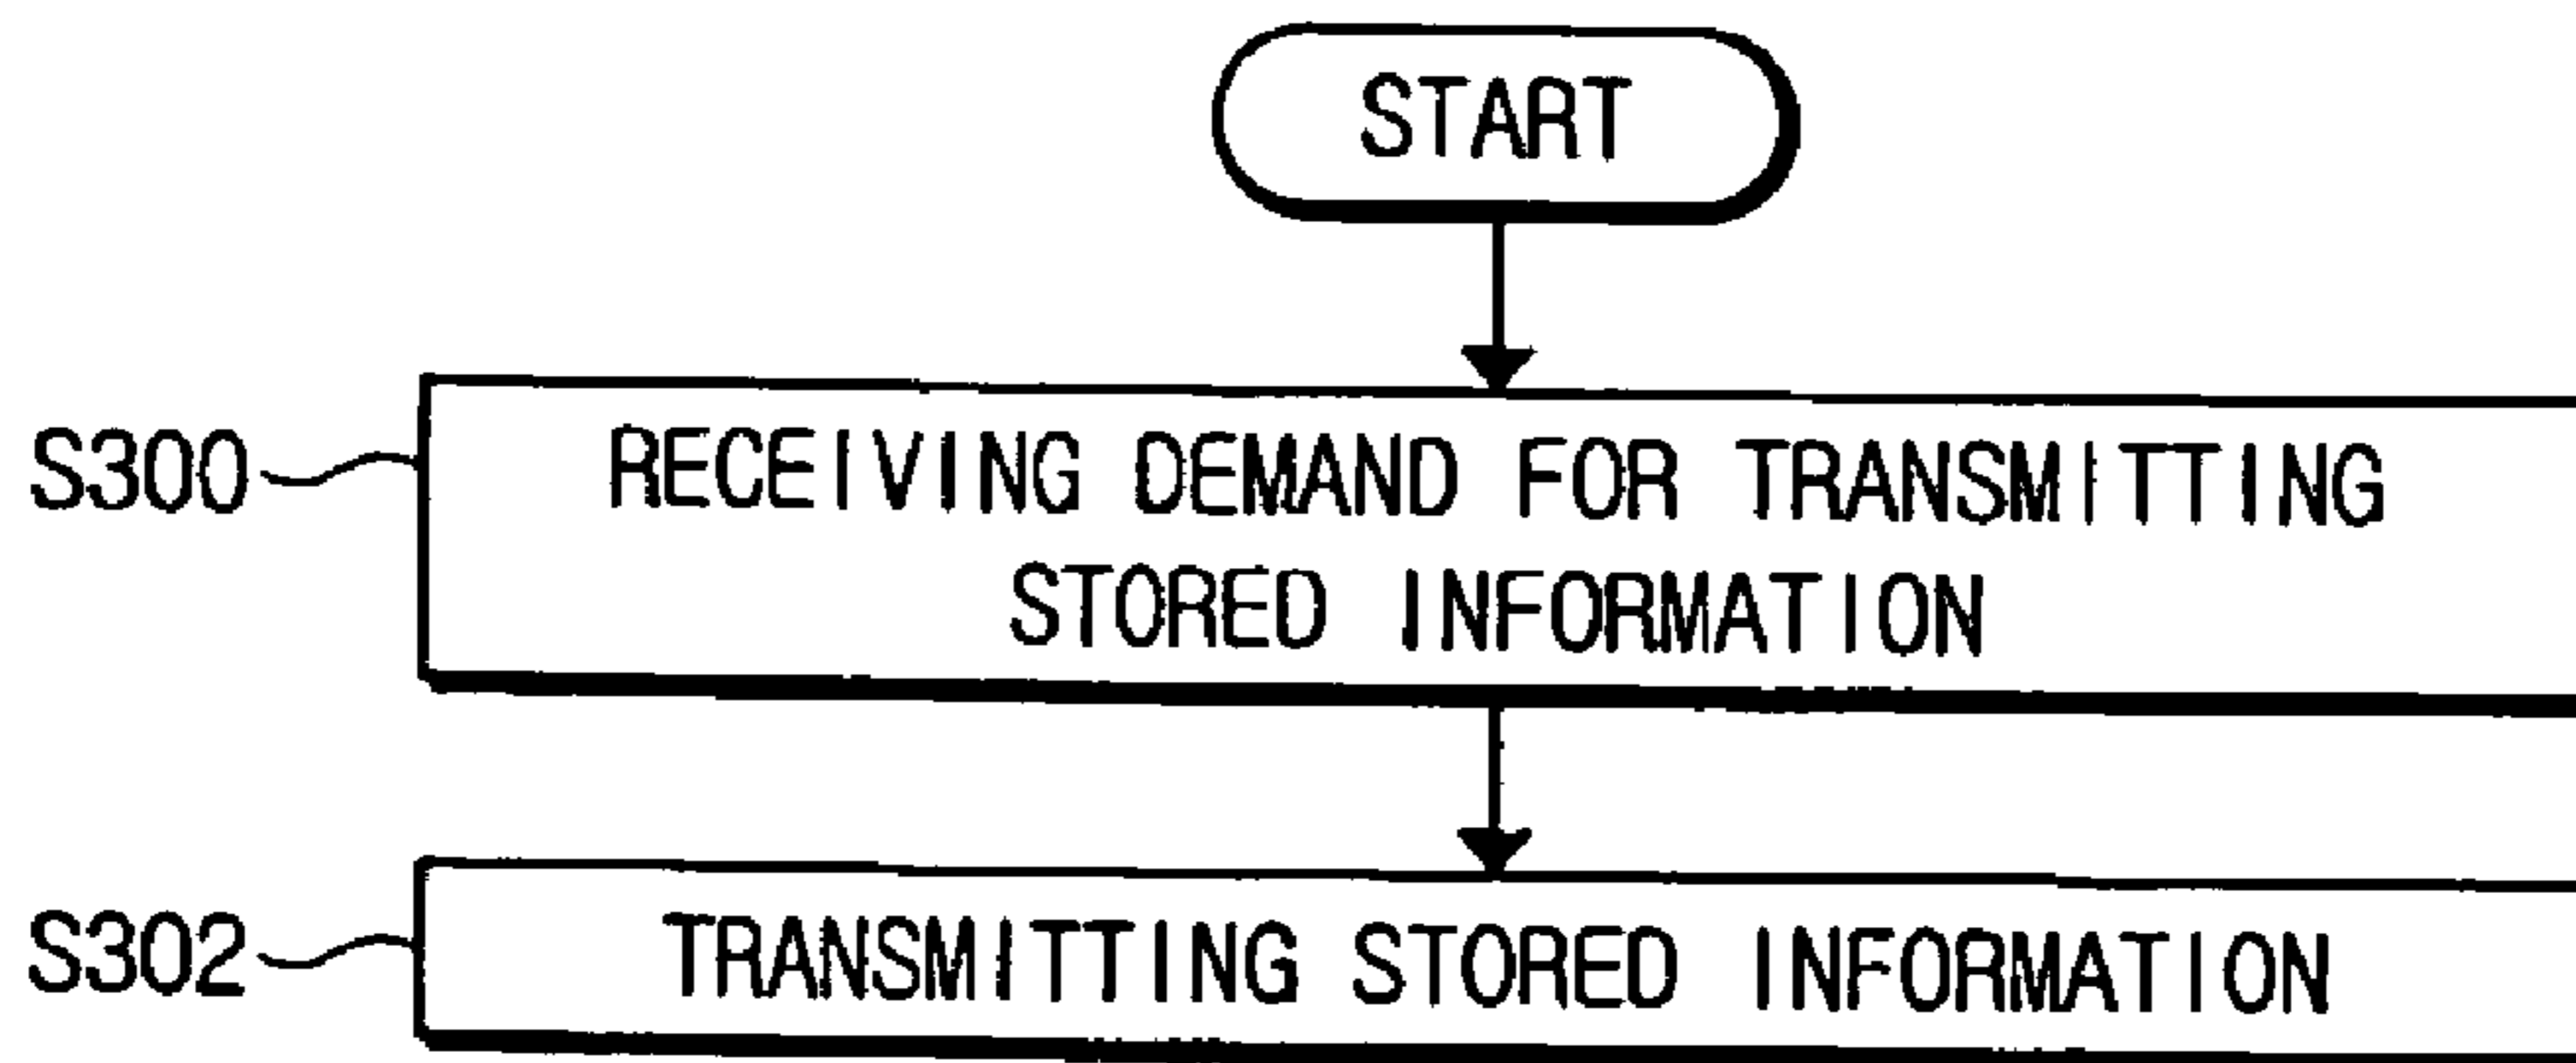 START
S300
RECEIVING DEMAND FOR TRANSMITTING
STORED INFORMATION
S302
TRANSMITTING STORED INFORMATION